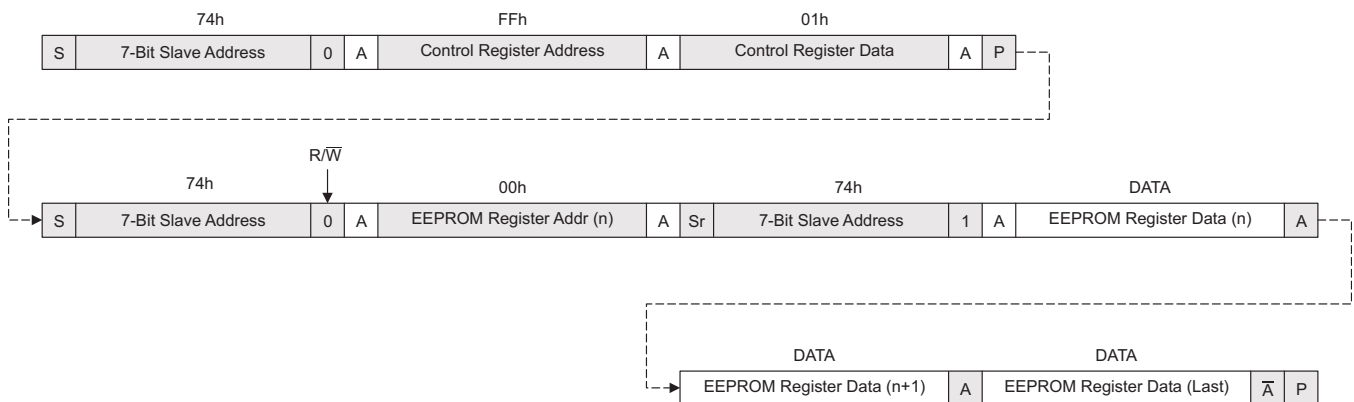 74h FFh 01h
S 7-Bit Slave Address 0 A Control Register Address A Control Register Data A P
R/W̅
74h 00h 74h DATA
S 7-Bit Slave Address 0 A EEPROM Register Addr (n) A Sr 7-Bit Slave Address 1 A EEPROM Register Data (n) A
DATA DATA
EEPROM Register Data (n+1) A EEPROM Register Data (Last) A̅ P